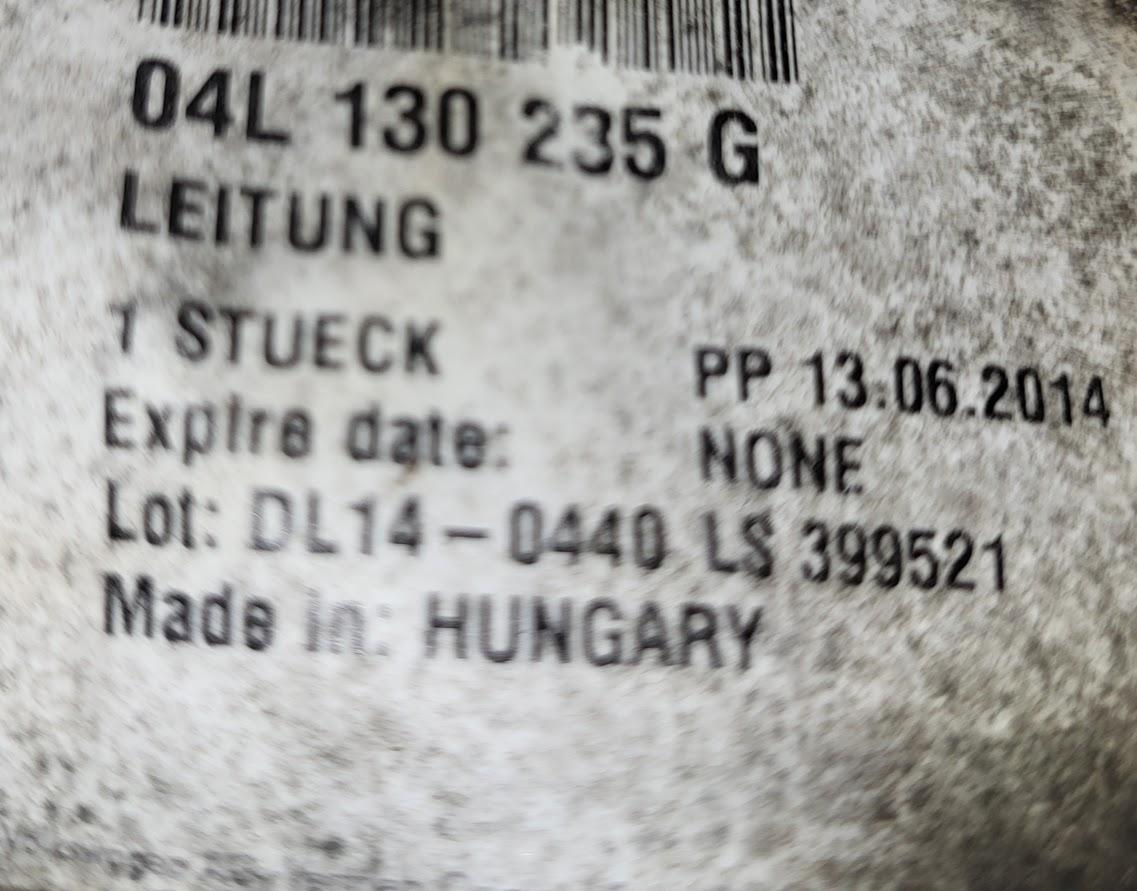 04L 130 235 G
LEITUNG
1 STUECK
PP 13.06.2014
Expire date: NONE
Lot: DL14-0440 LS 399521
Made in: HUNGARY